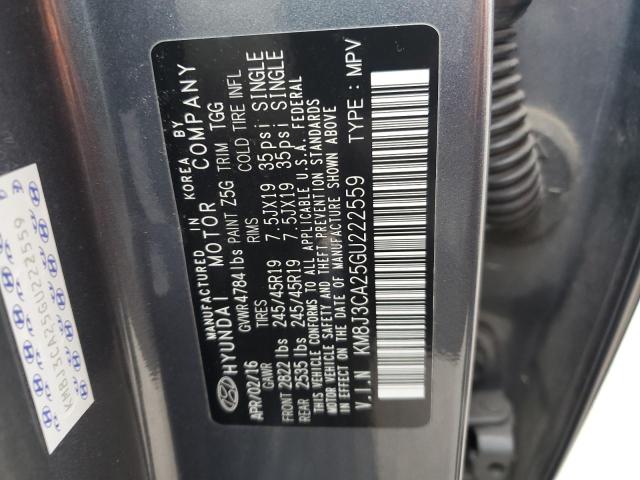 MANUFACTURED IN KOREA BY
HYUNDAI MOTOR COMPANY
APR/02/16 GVWR 4784 lbs PAINT Z5G TRIM TGG
GAWR TIRES RIMS COLD TIRE INFL
FRONT 2822 lbs 245/45R19 7.5JX19 35psi SINGLE
REAR 2535 lbs 245/45R19 7.5JX19 35psi SINGLE
THIS VEHICLE CONFORMS TO ALL APPLICABLE U.S.A. FEDERAL
MOTOR VEHICLE SAFETY AND THEFT PREVENTION STANDARDS
IN EFFECT ON THE DATE OF MANUFACTURE SHOWN ABOVE
V.I.N KM8J3CA25GU222559 TYPE : MPV
KM8J3CA25GU222559